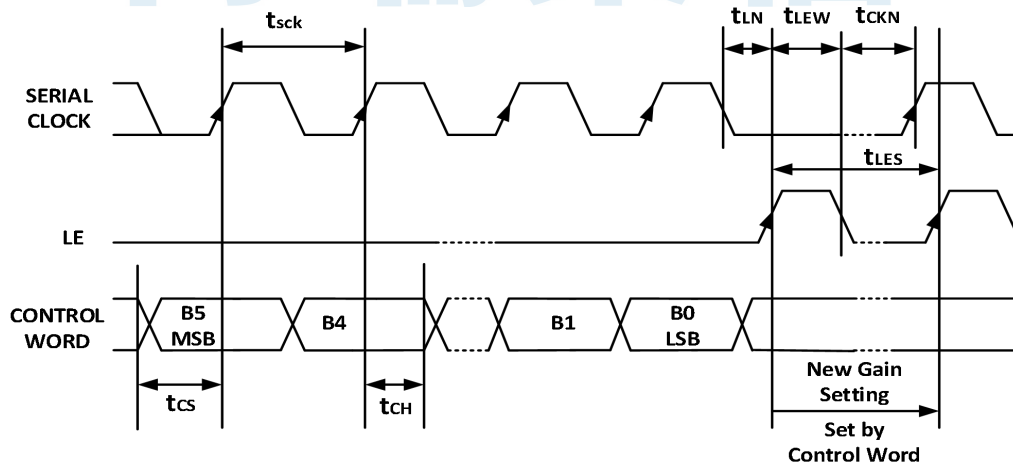 tsck
tLN
tLEW
tCKN
SERIAL
CLOCK
tLES
LE
CONTROL
WORD
B5
MSB
B4
B1
B0
LSB
tCS
tCH
New Gain
Setting
Set by
Control Word